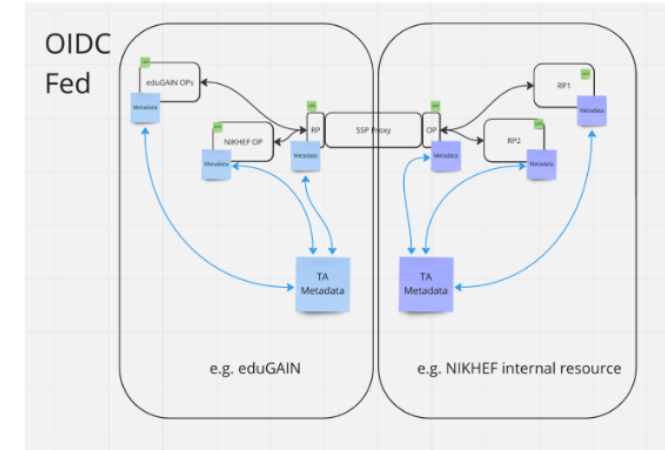 OIDC
Fed
eduGAIN OPs
Metadata
NIKHEF OP
Metadata
RP
Metadata
SSP Proxy
OP
Metadata
RP1
Metadata
RP2
Metadata
TA
Metadata
TA
Metadata
e.g. eduGAIN
e.g. NIKHEF internal resource